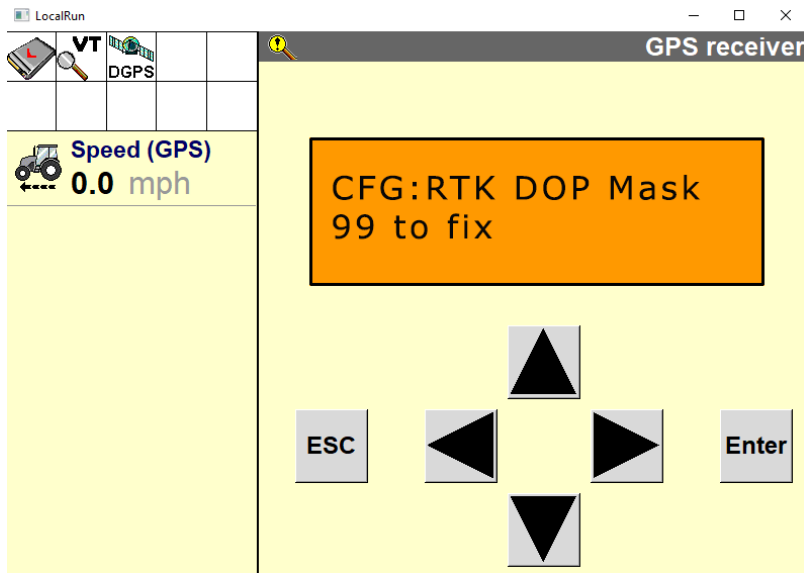 LocalRun
VT
DGPS
GPS receiver
Speed (GPS)
0.0 mph
CFG:RTK DOP Mask
99 to fix
ESC
Enter